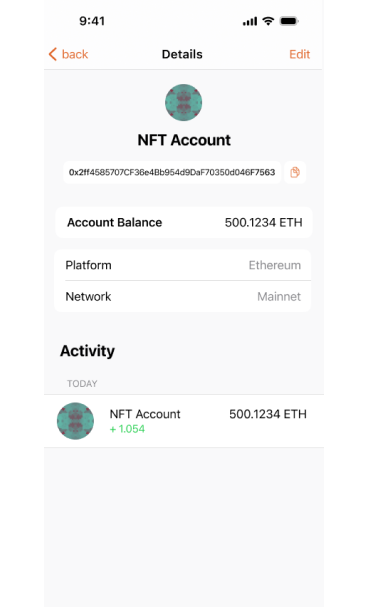 9:41
back Details Edit
NFT Account
0x2ff4585707CF36e4Bb954d9DaF70350d046F7563
Account Balance 500.1234 ETH
Platform Ethereum
Network Mainnet
Activity
TODAY
NFT Account 500.1234 ETH
+ 1.054